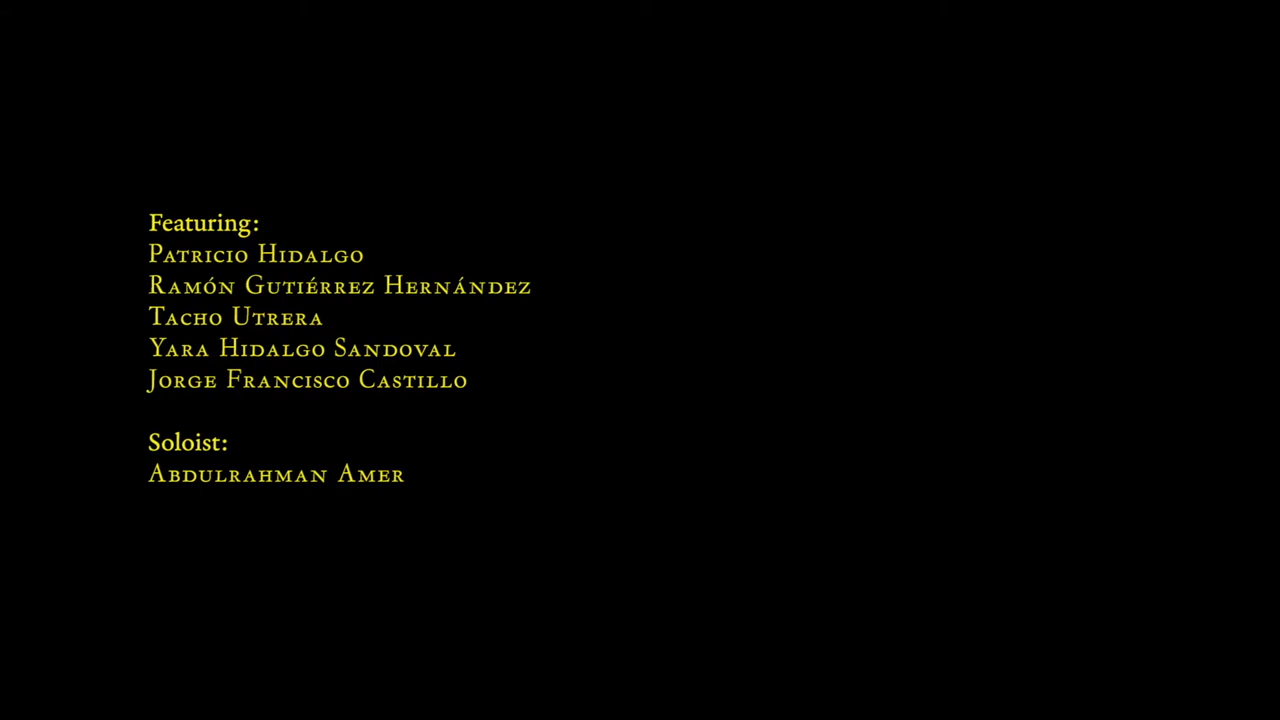 Featuring:
Patricio Hidalgo
Ramón Gutiérrez Hernández
Tacho Utrera
Yara Hidalgo Sandoval
Jorge Francisco Castillo
Soloist:
Abdulrahman Amer